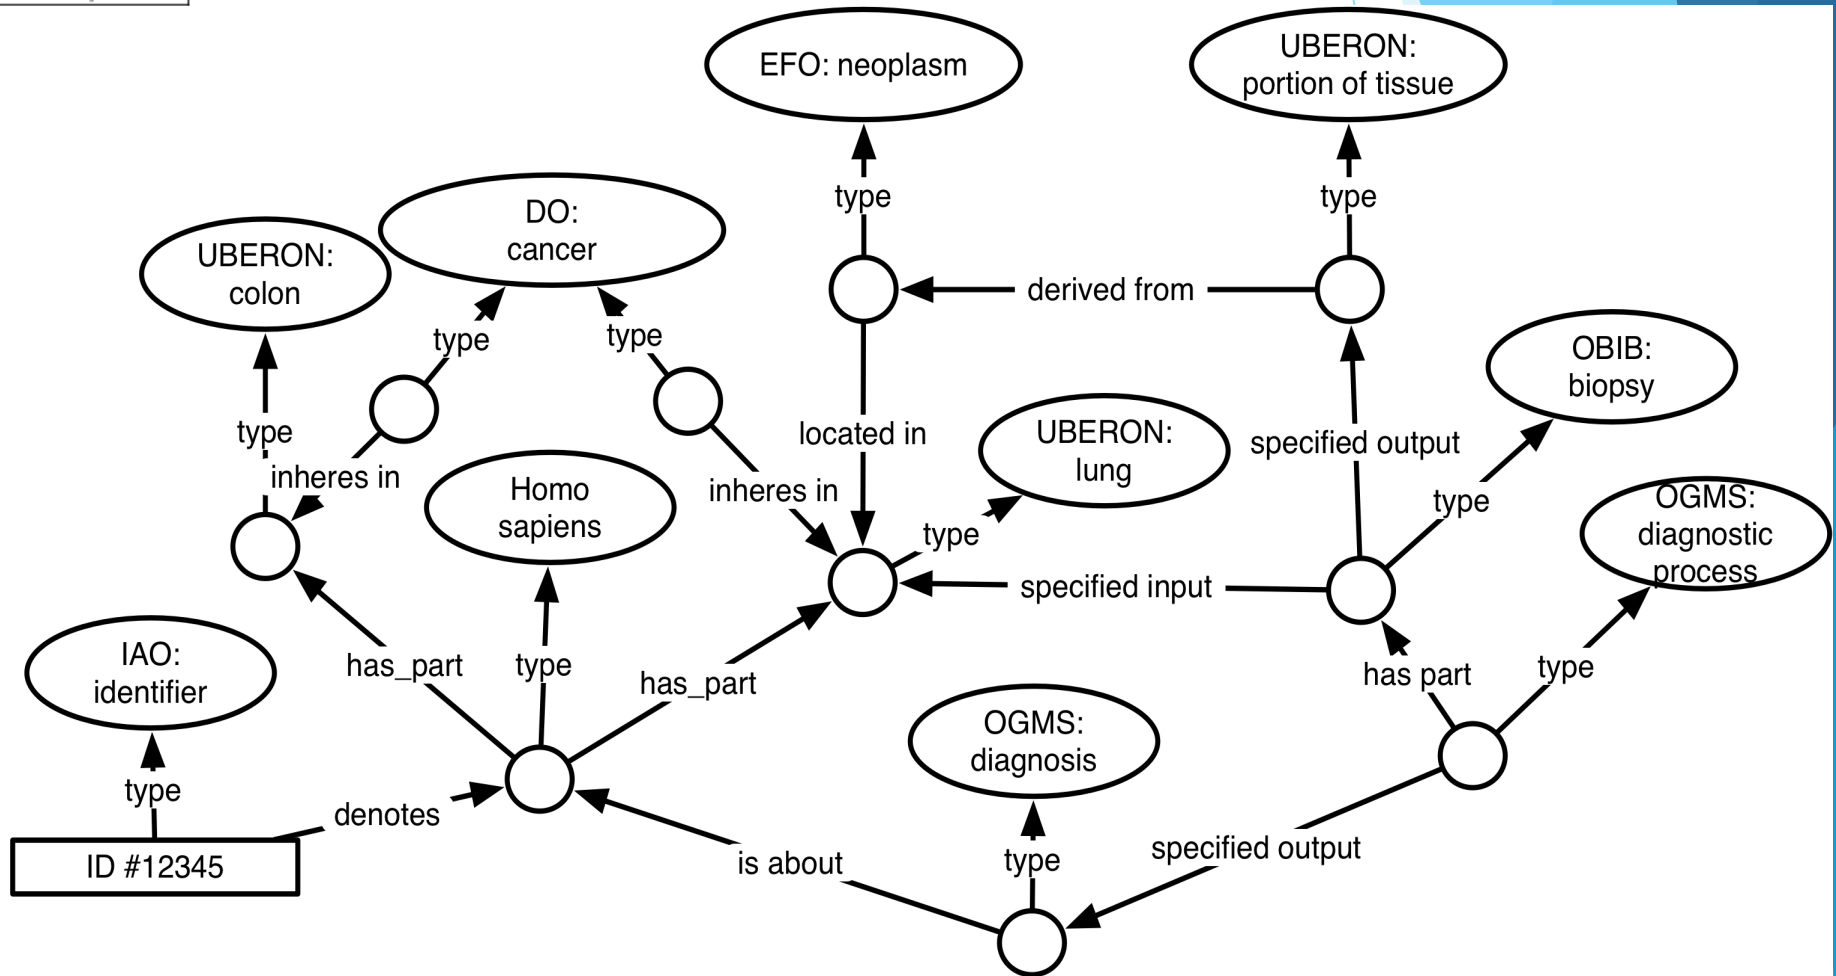 EFO: neoplasm
UBERON:
portion of tissue
type
type
DO:
cancer
UBERON:
colon
derived from
type
type
OBIB:
biopsy
type
located in
UBERON:
lung
specified output
inheres in
Homo
sapiens
inheres in
type
type
OGMS:
diagnostic
process
specified input
IAO:
identifier
has_part
type
has_part
has part
type
OGMS:
diagnosis
type
denotes
ID #12345
is about
type
specified output